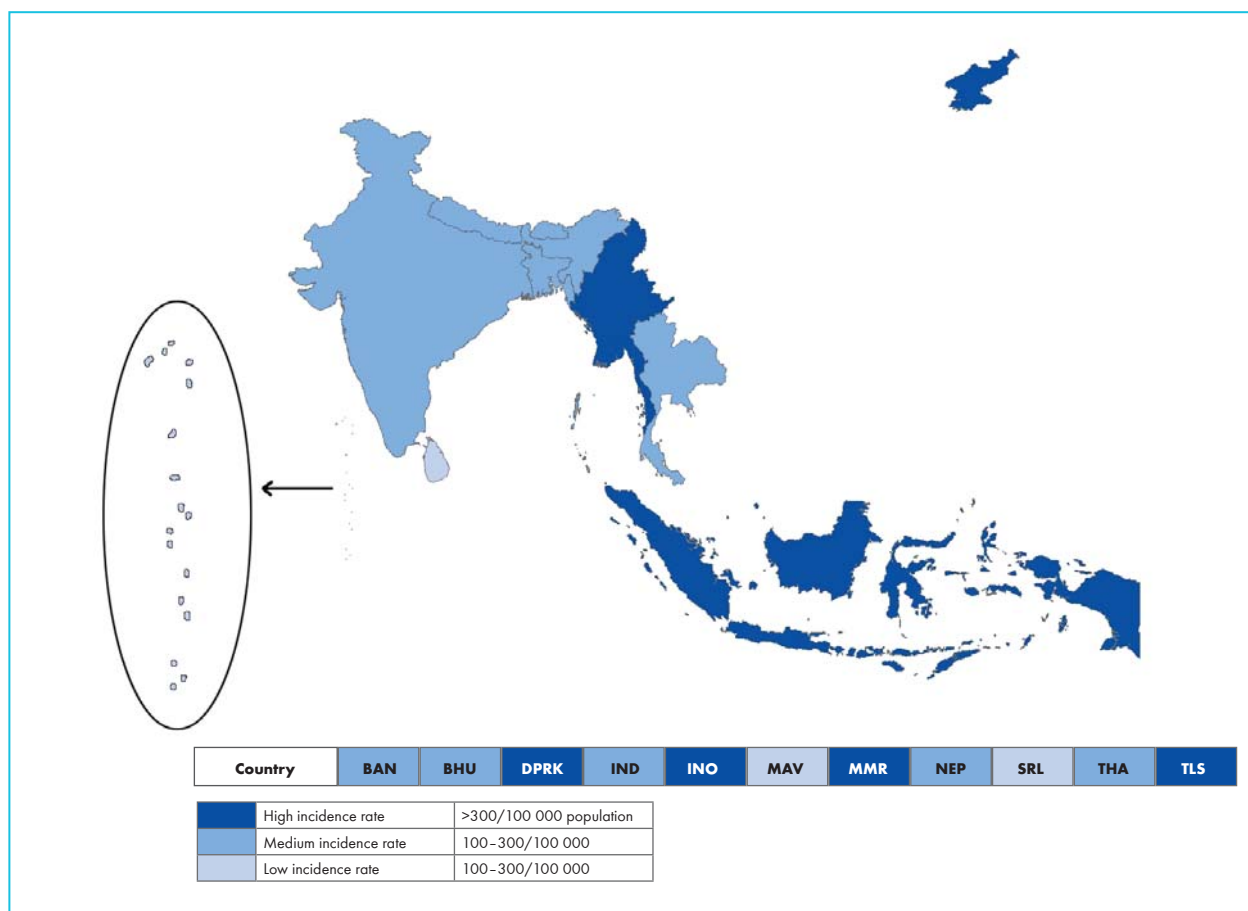 Country BAN BHU DPRK IND INO MAV MMR NEP SRL THA TLS
High incidence rate >300/100 000 population
Medium incidence rate 100–300/100 000
Low incidence rate 100–300/100 000